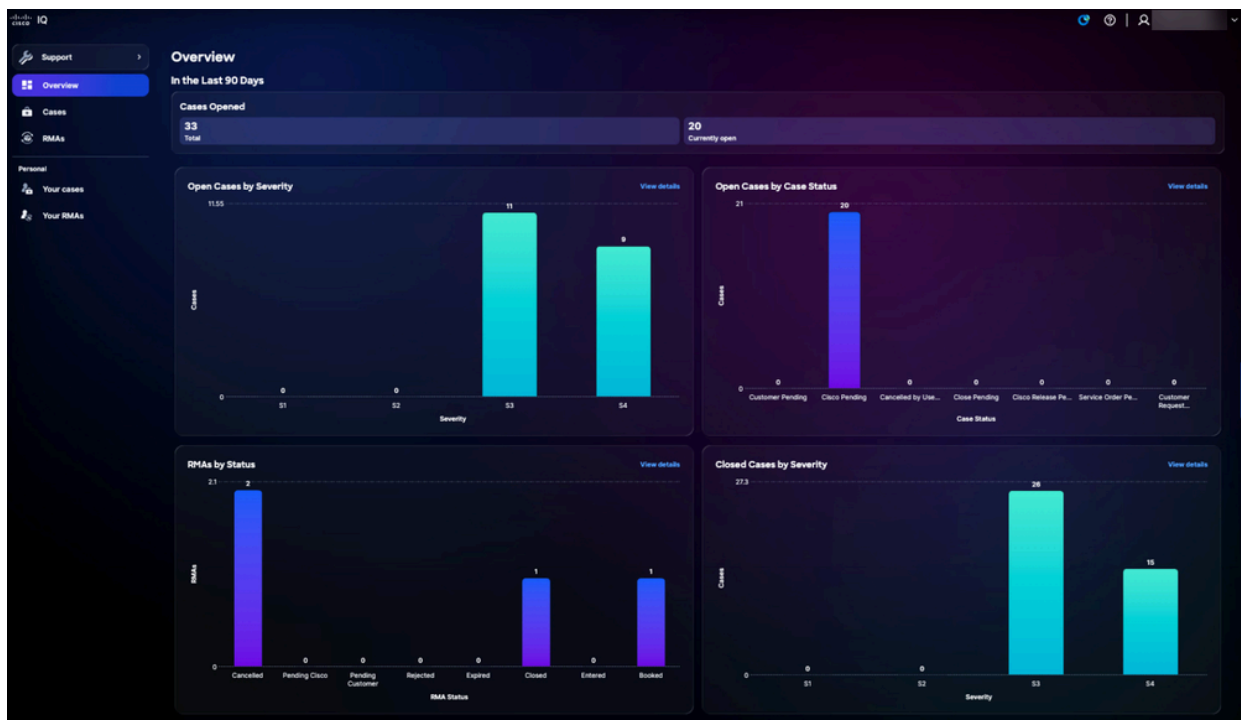 cisco IQ
Support
Overview
Cases
RMAs
Personal
Your cases
Your RMAs
Overview
In the Last 90 Days
Cases Opened
33
Total
20
Currently open
Open Cases by Severity
View details
11.55
11
9
Cases
0
0
0
S1
S2
S3
S4
Severity
Open Cases by Case Status
View details
21
20
Cases
0
0
0
0
0
0
0
Customer Pending
Cisco Pending
Cancelled by Use...
Close Pending
Cisco Release Pe...
Service Order Pe...
Customer
Request...
Case Status
RMAs by Status
View details
2.1
2
RMAs
1
1
0
0
0
0
0
0
Cancelled
Pending Cisco
Pending
Customer
Rejected
Expired
Closed
Entered
Booked
RMA Status
Closed Cases by Severity
View details
27.3
26
15
Cases
0
0
0
S1
S2
S3
S4
Severity